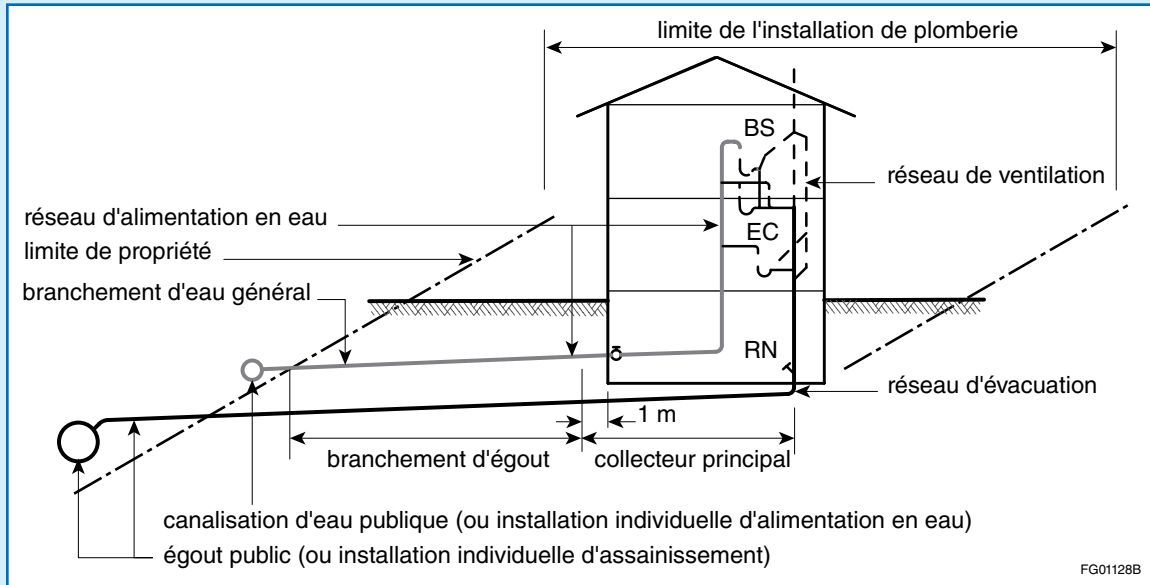 limite de l'installation de plomberie
BS
réseau de ventilation
réseau d'alimentation en eau
EC
limite de propriété
branchement d'eau général
RN
réseau d'évacuation
1 m
branchement d'égout
collecteur principal
canalisation d'eau publique (ou installation individuelle d'alimentation en eau)
égout public (ou installation individuelle d'assainissement)
FG01128B